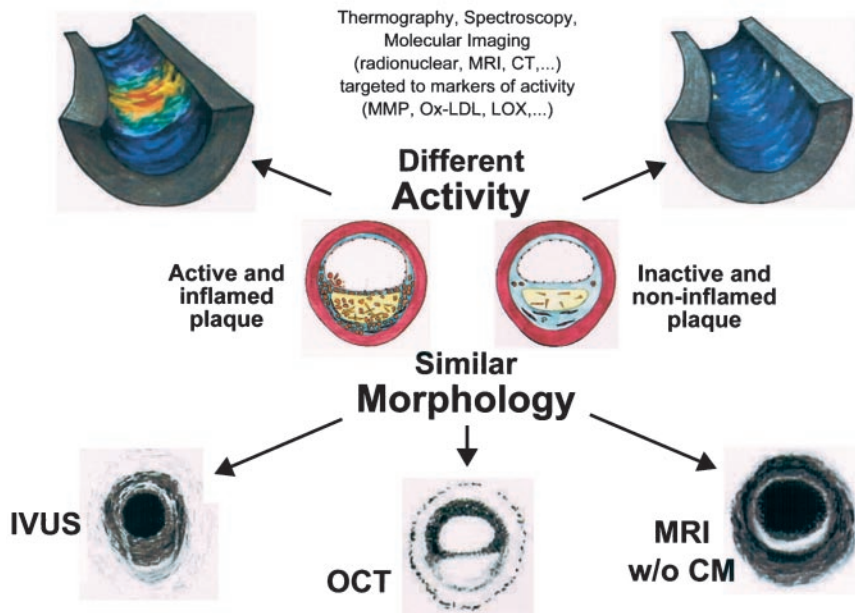 Thermography, Spectroscopy,
Molecular Imaging
(radionuclear, MRI, CT,...)
targeted to markers of activity
(MMP, Ox-LDL, LOX,...)
Different
Activity
Active and
inflamed
plaque
Inactive and
non-inflamed
plaque
Similar
Morphology
IVUS
OCT
MRI
w/o CM